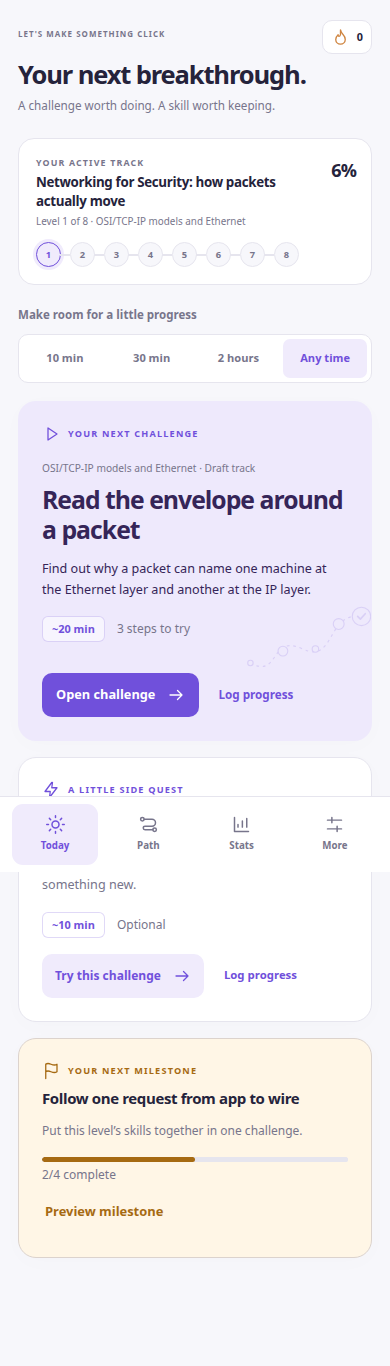 LET'S MAKE SOMETHING CLICK
0
Your next breakthrough.
A challenge worth doing. A skill worth keeping.
YOUR ACTIVE TRACK
6%
Networking for Security: how packets
actually move
Level 1 of 8 · OSI/TCP-IP models and Ethernet
1 2 3 4 5 6 7 8
Make room for a little progress
10 min 30 min 2 hours Any time
YOUR NEXT CHALLENGE
OSI/TCP-IP models and Ethernet · Draft track
Read the envelope around
a packet
Find out why a packet can name one machine at
the Ethernet layer and another at the IP layer.
~20 min 3 steps to try
Open challenge Log progress
A LITTLE SIDE QUEST
Today Path Stats More
something new.
~10 min Optional
Try this challenge Log progress
YOUR NEXT MILESTONE
Follow one request from app to wire
Put this level’s skills together in one challenge.
2/4 complete
Preview milestone